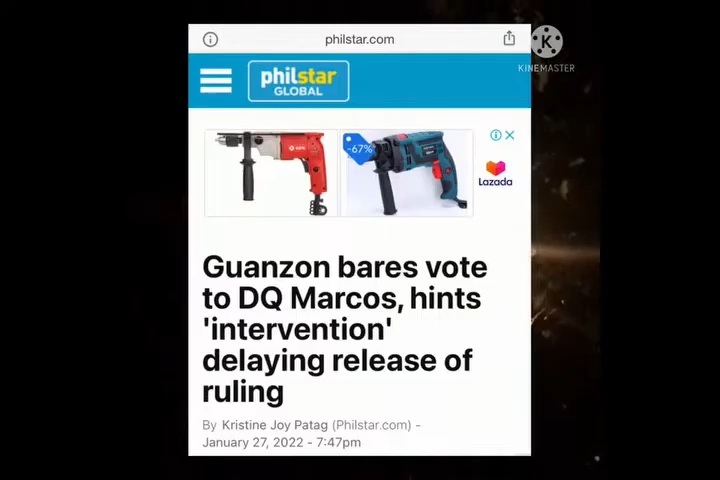 philstar.com
K
KINEMASTER
philstar
GLOBAL
-67%
Lazada
Guanzon bares vote
to DQ Marcos, hints
'intervention'
delaying release of
ruling
By Kristine Joy Patag (Philstar.com) -
January 27, 2022 - 7:47pm